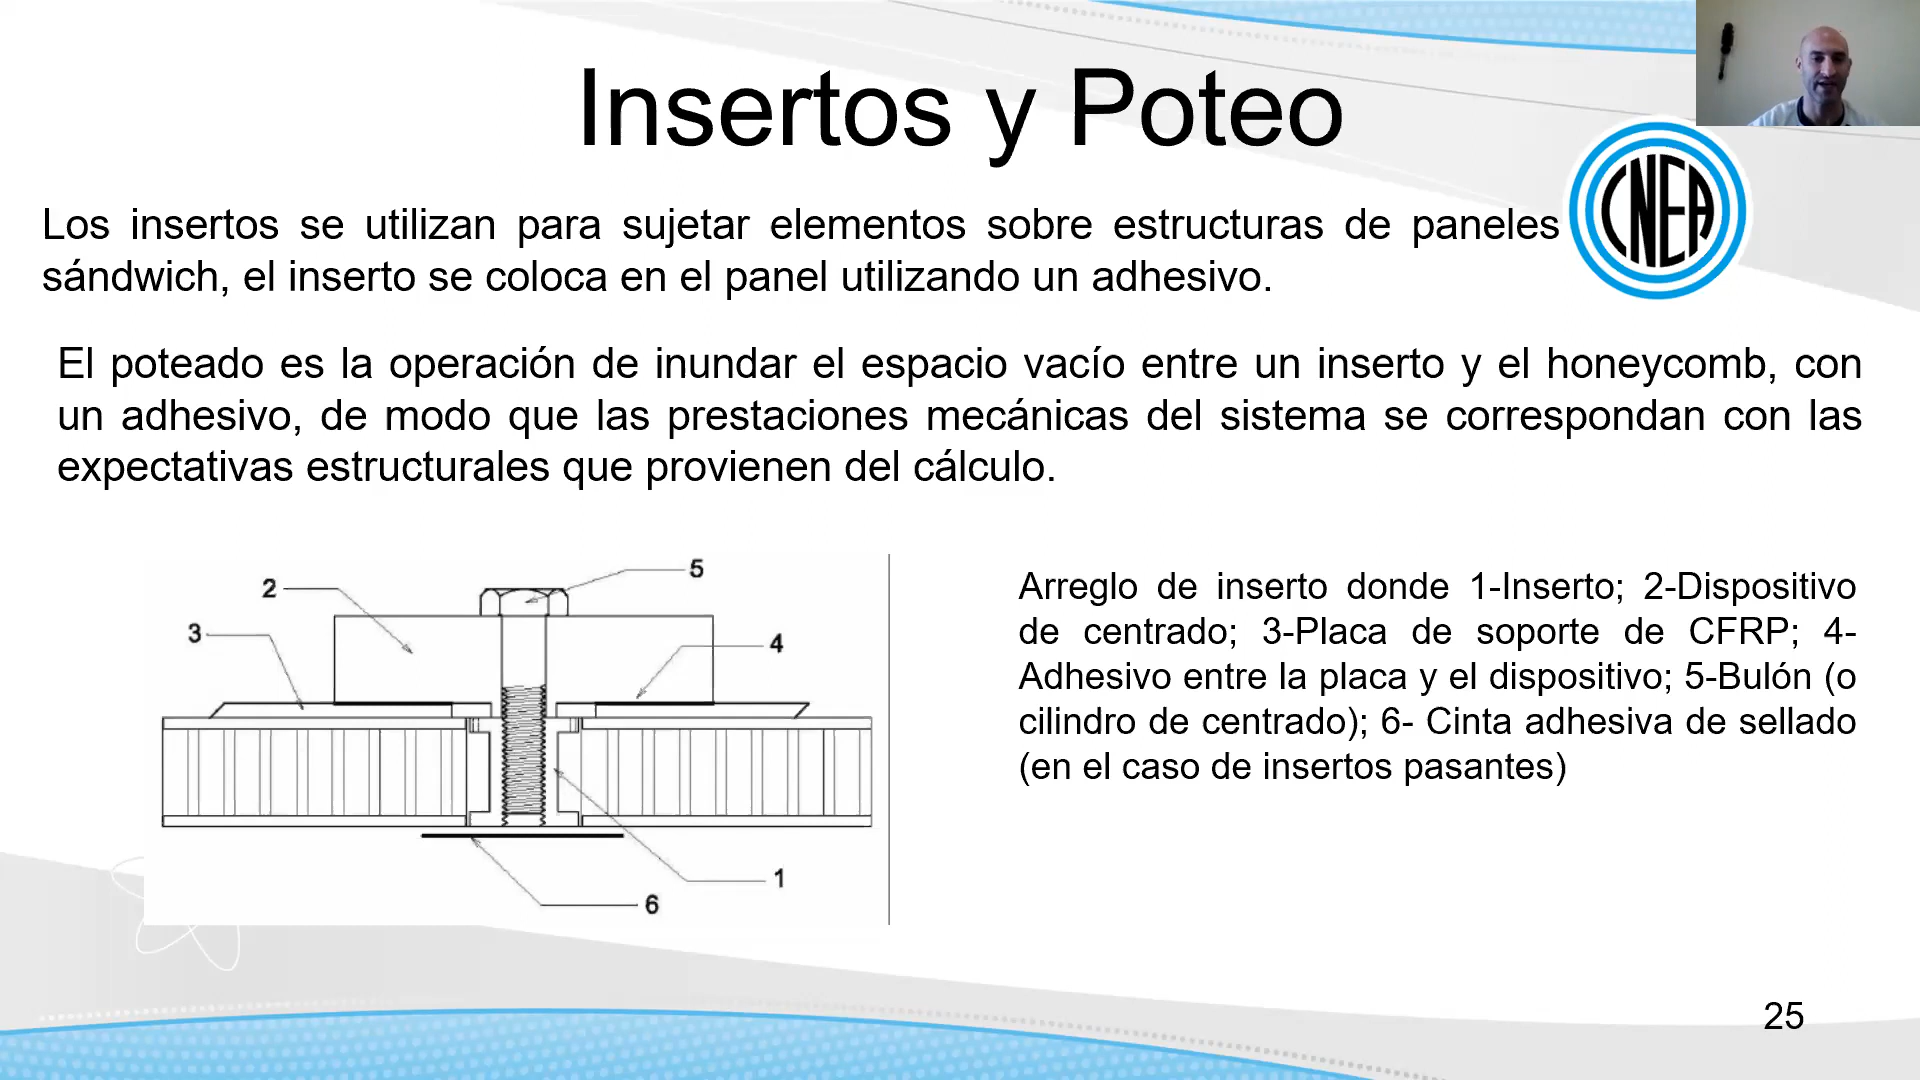 Insertos y Poteo
CNEA
Los insertos se utilizan para sujetar elementos sobre estructuras de paneles
sándwich, el inserto se coloca en el panel utilizando un adhesivo.
El poteado es la operación de inundar el espacio vacío entre un inserto y el honeycomb, con
un adhesivo, de modo que las prestaciones mecánicas del sistema se correspondan con las
expectativas estructurales que provienen del cálculo.
5
2
3
4
1
6
Arreglo de inserto donde 1-Inserto; 2-Dispositivo
de centrado; 3-Placa de soporte de CFRP; 4-
Adhesivo entre la placa y el dispositivo; 5-Bulón (o
cilindro de centrado); 6- Cinta adhesiva de sellado
(en el caso de insertos pasantes)
25